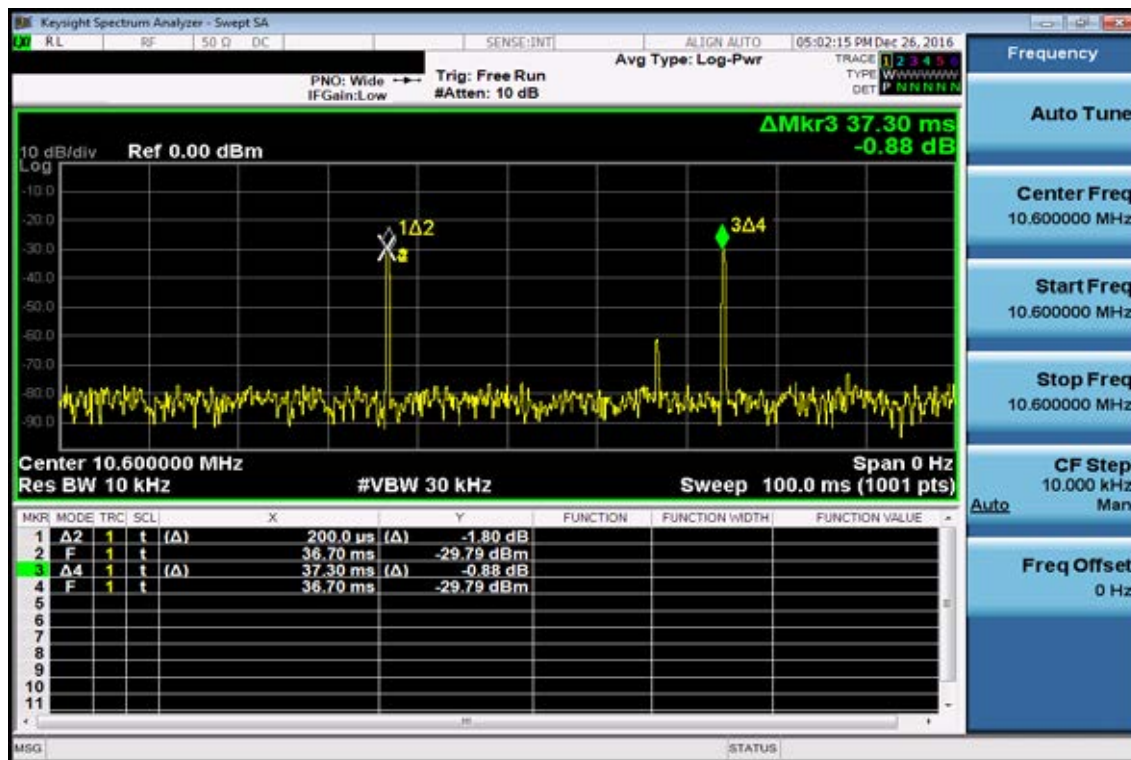 Keysight Spectrum Analyzer - Swept SA
RL RF 50 Ω DC SENSE:INT ALIGN AUTO 05:02:15 PM Dec 26, 2016
Frequency
Avg Type: Log-Pwr
TRACE 1 2 3 4 5 6
PNO: Wide Trig: Free Run
TYPE W
IFGain:Low #Atten: 10 dB
DET P N N N N N
Auto Tune
ΔMkr3 37.30 ms
-0.88 dB
10 dB/div Ref 0.00 dBm
Log
-10.0
-20.0
-30.0
-40.0
-50.0
-60.0
-70.0
-80.0
-90.0
1Δ2
3Δ4
Center Freq
10.600000 MHz
Start Freq
10.600000 MHz
Stop Freq
10.600000 MHz
Center 10.600000 MHz Span 0 Hz
Res BW 10 kHz #VBW 30 kHz Sweep 100.0 ms (1001 pts)
CF Step
10.000 kHz
Auto Man
MKR MODE TRC SCL X Y FUNCTION FUNCTION WIDTH FUNCTION VALUE
1 Δ2 1 t (Δ) 200.0 µs (Δ) -1.80 dB
2 F 1 t 36.70 ms -29.79 dBm
3 Δ4 1 t (Δ) 37.30 ms (Δ) -0.88 dB
4 F 1 t 36.70 ms -29.79 dBm
5
6
7
8
9
10
11
Freq Offset
0 Hz
MSG STATUS